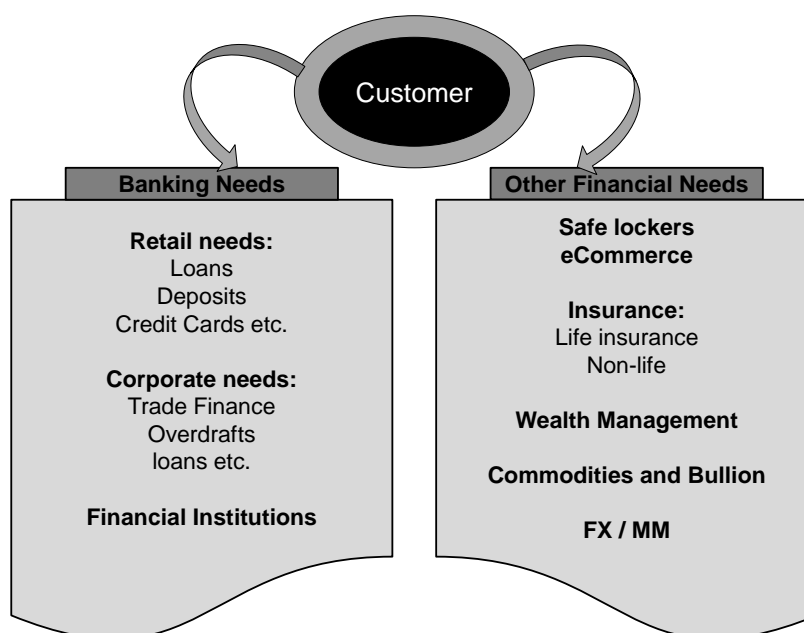 Customer
Banking Needs
Retail needs:
Loans
Deposits
Credit Cards etc.
Corporate needs:
Trade Finance
Overdrafts
loans etc.
Financial Institutions
Other Financial Needs
Safe lockers
eCommerce
Insurance:
Life insurance
Non-life
Wealth Management
Commodities and Bullion
FX / MM